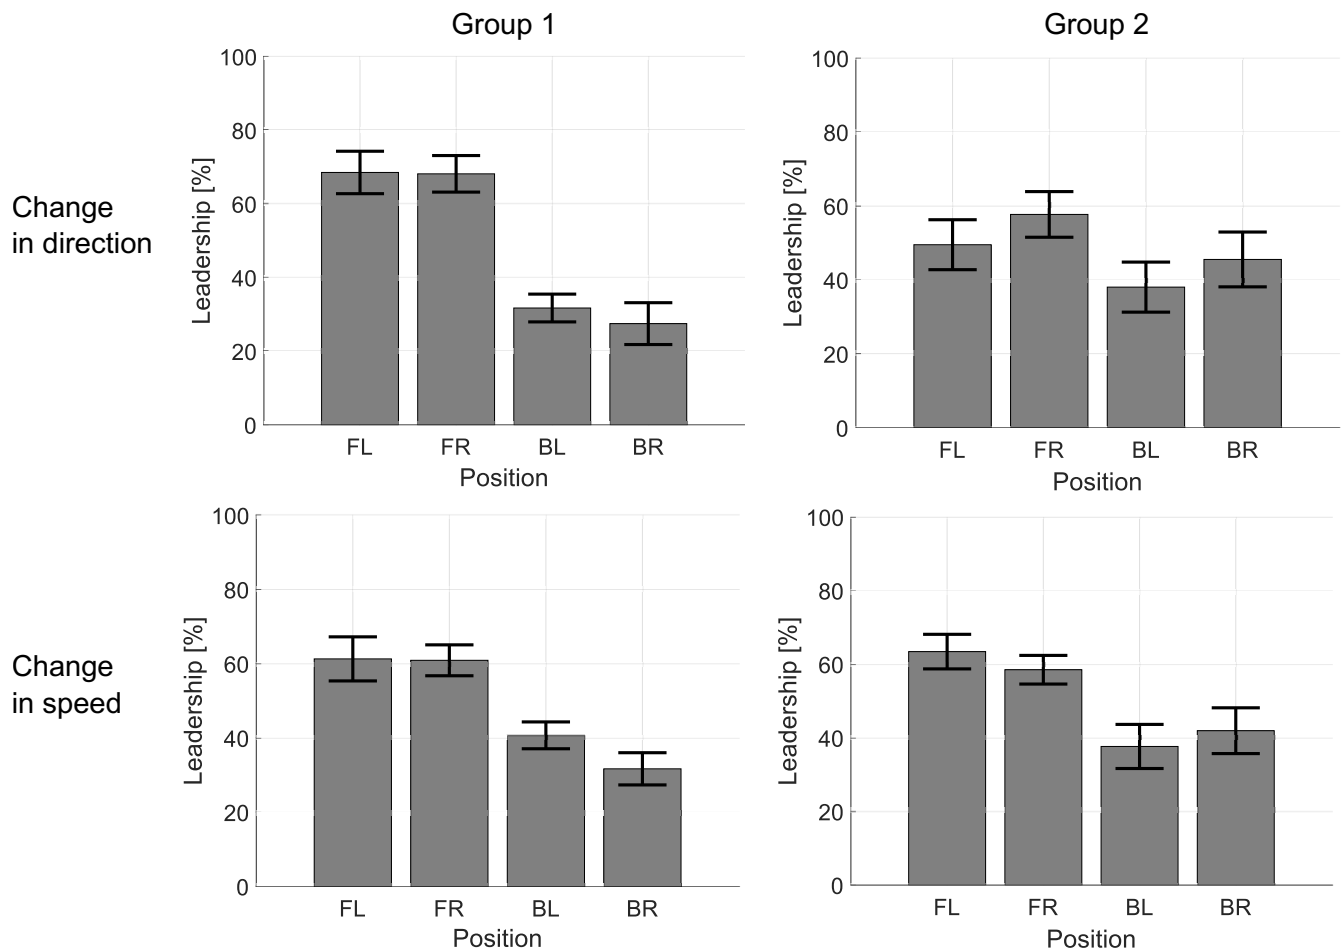 Group 1
Group 2
Change
in direction
Leadership [%]
100
80
60
40
20
0
FL FR BL BR
Position
Leadership [%]
100
80
60
40
20
0
FL FR BL BR
Position
Change
in speed
Leadership [%]
100
80
60
40
20
0
FL FR BL BR
Position
Leadership [%]
100
80
60
40
20
0
FL FR BL BR
Position